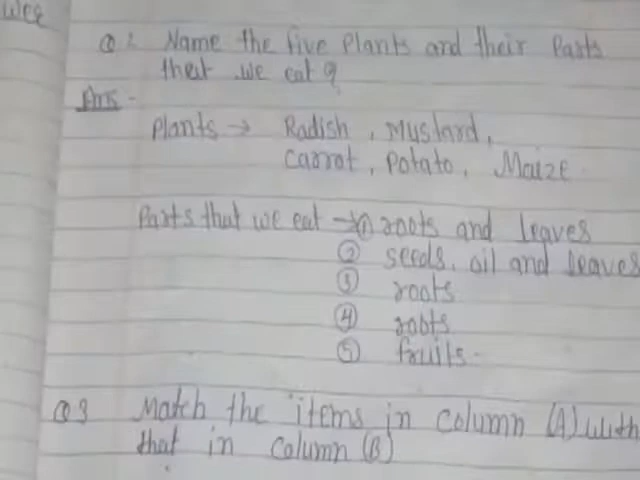 Q2 Name the five Plants and their Parts
that we eat?
Ans -
Plants → Radish, Mustard,
Carrot, Potato, Maize.
Parts that we eat → ① roots and leaves
② seeds, oil and leaves
③ roots
④ roots
⑤ fruits.
Q3 Match the items in column (A) with
that in column (B)